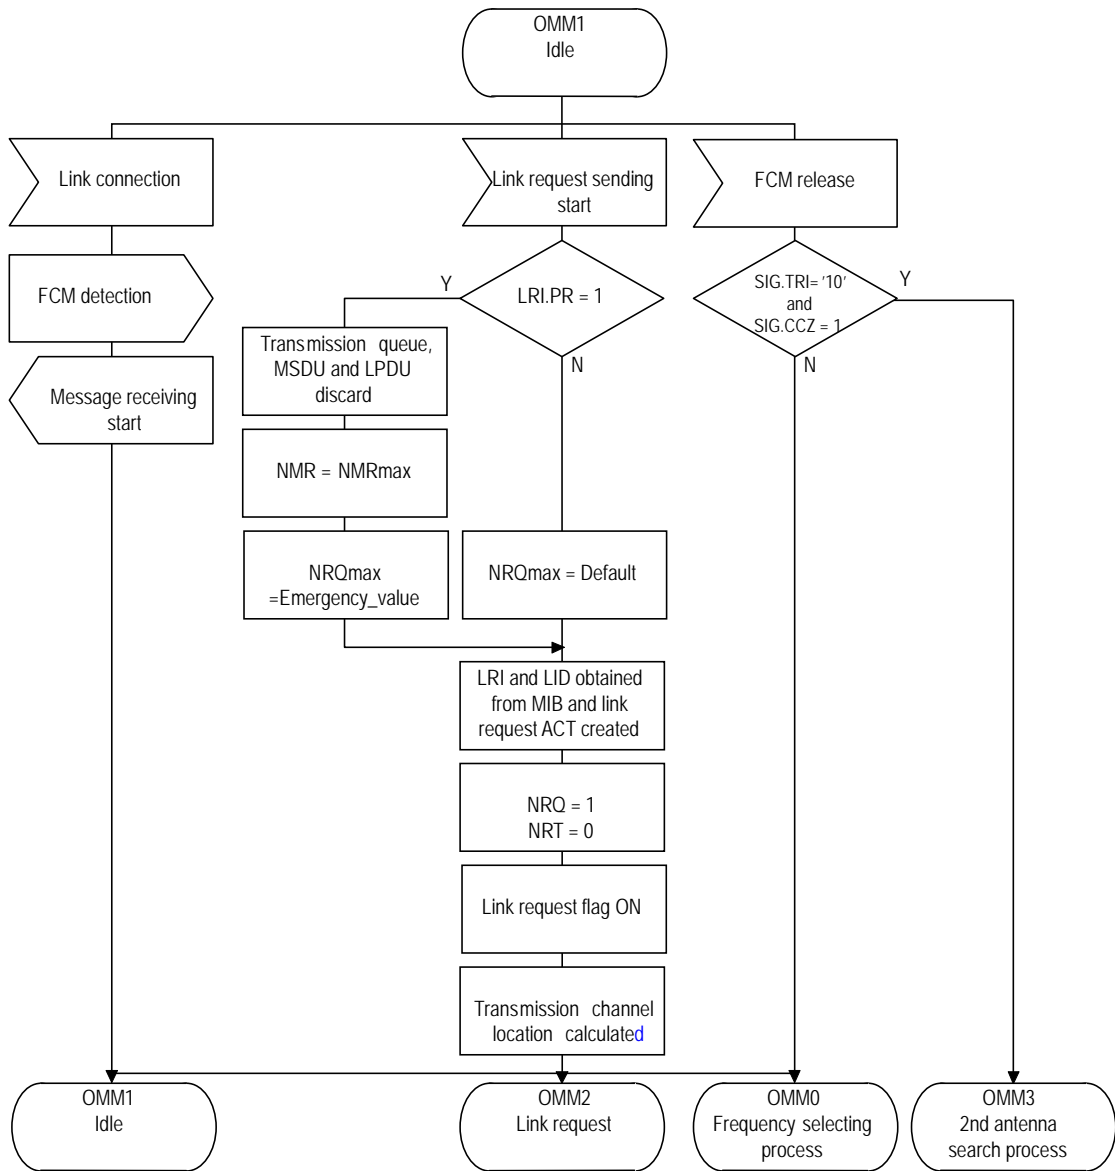 OMM1
Idle
Link connection
Link request sending
start
FCM release
FCM detection
Y
LRI.PR = 1
N
SIG.TRI= '10'
and
SIG.CCZ = 1
Y
N
Message receiving
start
Transmission queue,
MSDU and LPDU
discard
NMR = NMRmax
NRQmax
=Emergency_value
NRQmax = Default
LRI and LID obtained
from MIB and link
request ACT created
NRQ = 1
NRT = 0
Link request flag ON
Transmission channel
location calculated
OMM1
Idle
OMM2
Link request
OMM0
Frequency selecting
process
OMM3
2nd antenna
search process